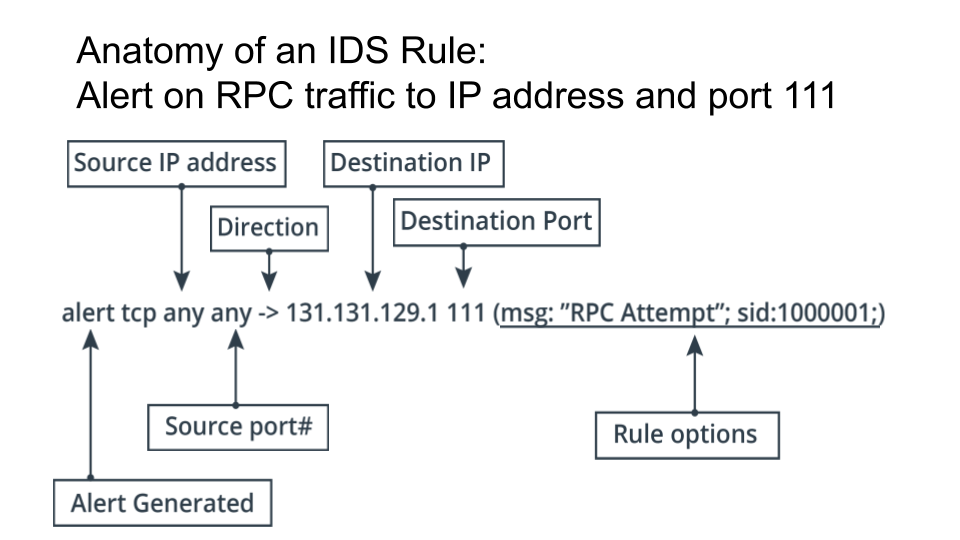 Anatomy of an IDS Rule:
Alert on RPC traffic to IP address and port 111
Source IP address
Destination IP
Direction
Destination Port
alert tcp any any -> 131.131.129.1 111 (msg: ”RPC Attempt”; sid:1000001;)
Source port#
Rule options
Alert Generated